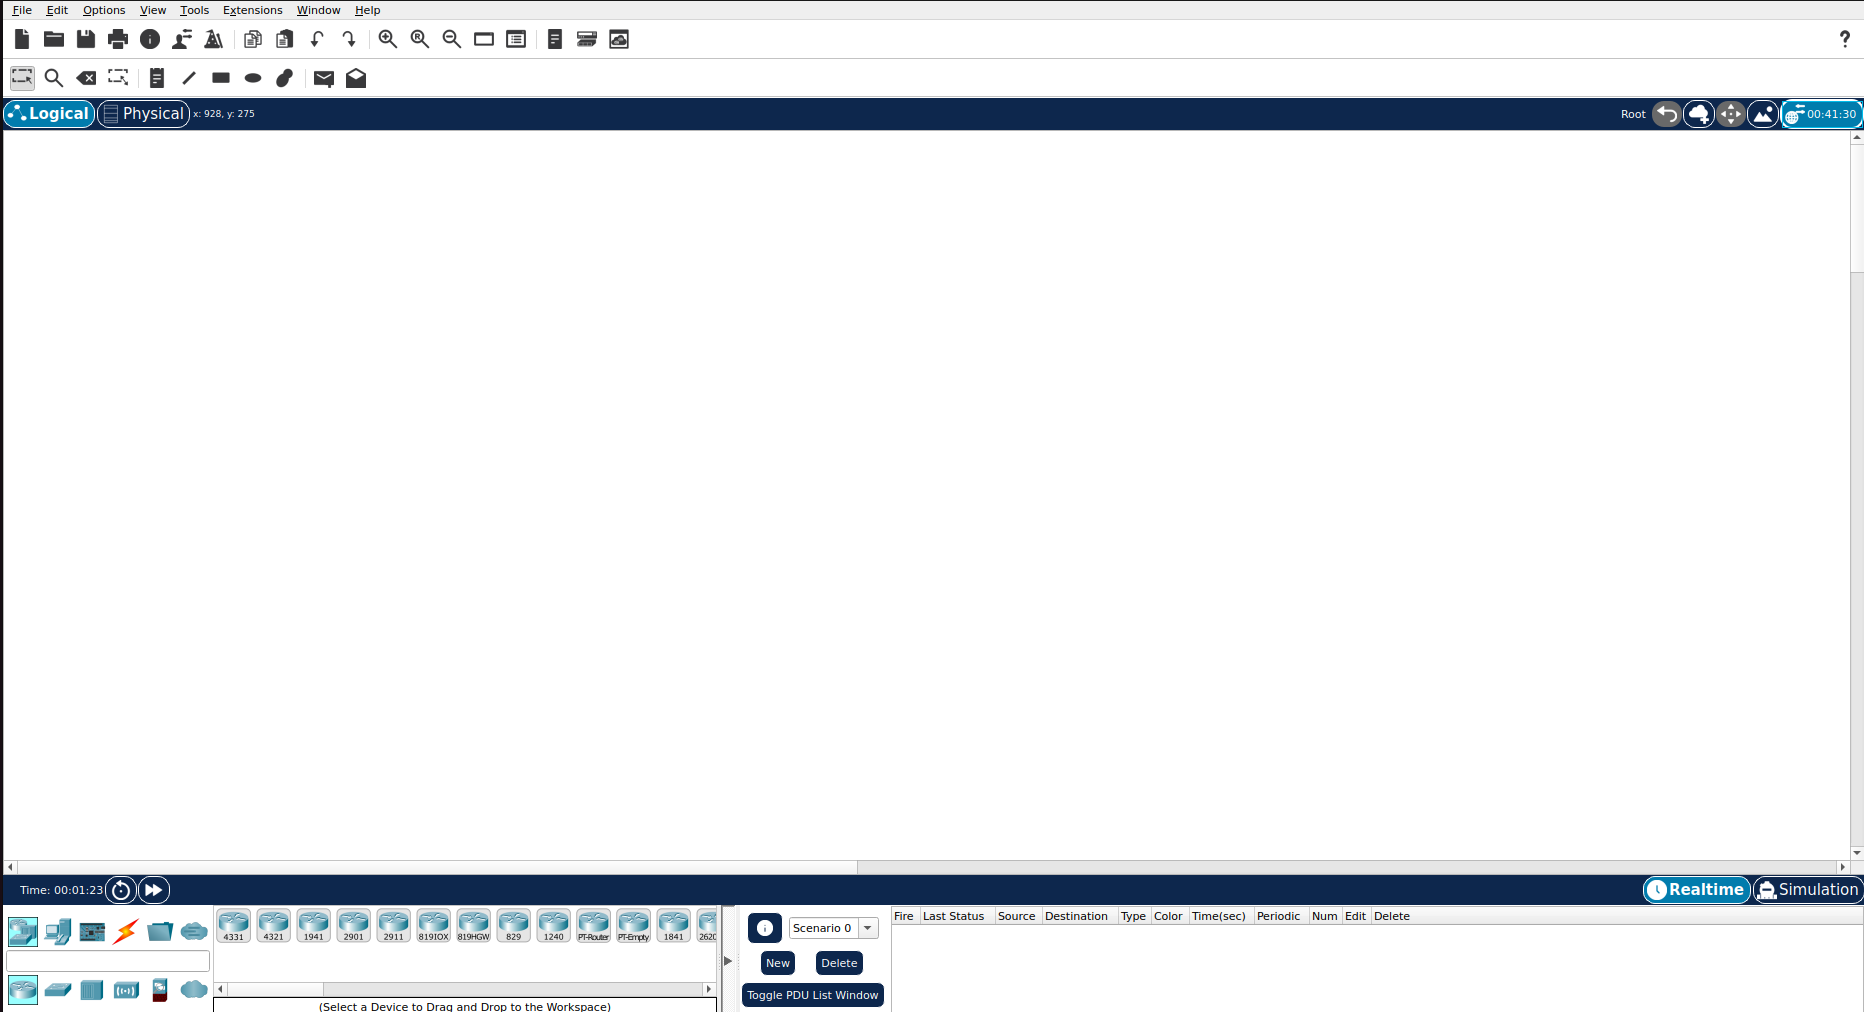 File Edit Options View Tools Extensions Window Help
Logical Physical x: 928, y: 275 Root 00:41:30
Time: 00:01:23 Realtime Simulation
4331 4321 1941 2901 2911 819IOX 819HGW 829 1240 PT-Router PT-Empty 1841 2620
(Select a Device to Drag and Drop to the Workspace)
Scenario 0
New Delete
Toggle PDU List Window
Fire Last Status Source Destination Type Color Time(sec) Periodic Num Edit Delete